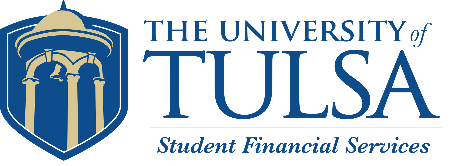 THE UNIVERSITY of
TULSA
Student Financial Services